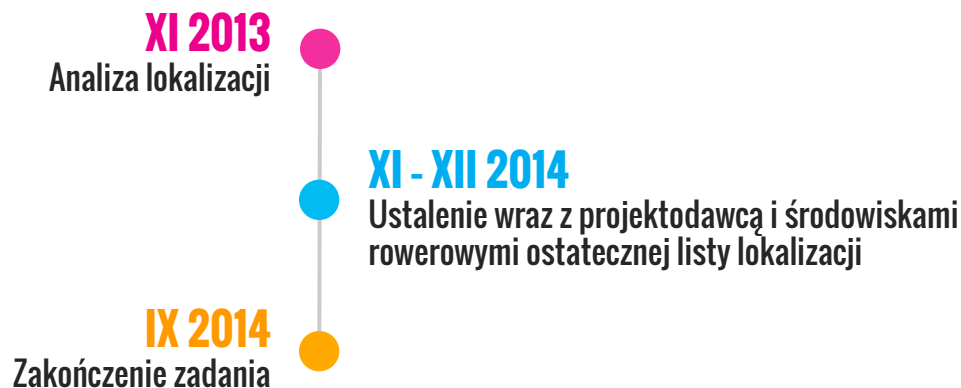 XI 2013
Analiza lokalizacji
XI - XII 2014
Ustalenie wraz z projektodawcą i środowiskami
rowerowymi ostatecznej listy lokalizacji
IX 2014
Zakończenie zadania